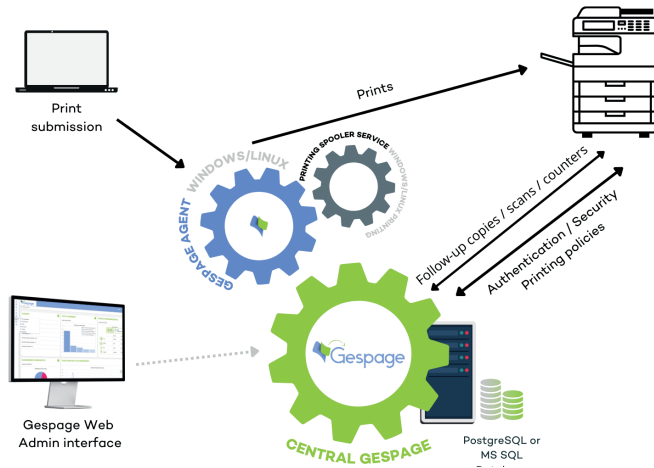 Prints
Print
submission
PRINTING SPOOLER SERVICE
WINDOWS/LINUX PRINTING
WINDOWS/LINUX
GESPAGE AGENT
Follow-up copies / scans / counters
Authentication / Security
Printing policies
Gespage
Gespage Web
Admin interface
CENTRAL GESPAGE
PostgreSQL or
MS SQL